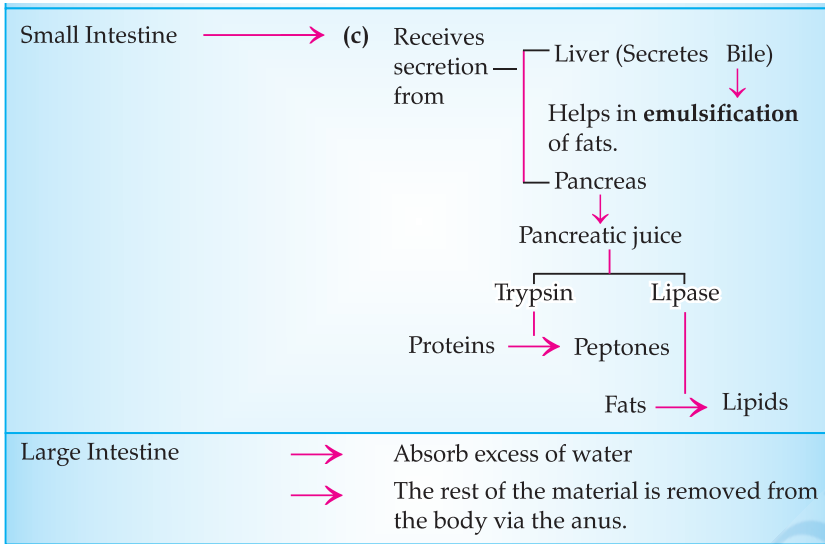 Small Intestine (c) Receives
secretion
from
Liver (Secretes Bile)
Helps in emulsification
of fats.
Pancreas
Pancreatic juice
Trypsin Lipase
Proteins Peptones
Fats Lipids
Large Intestine Absorb excess of water
The rest of the material is removed from
the body via the anus.